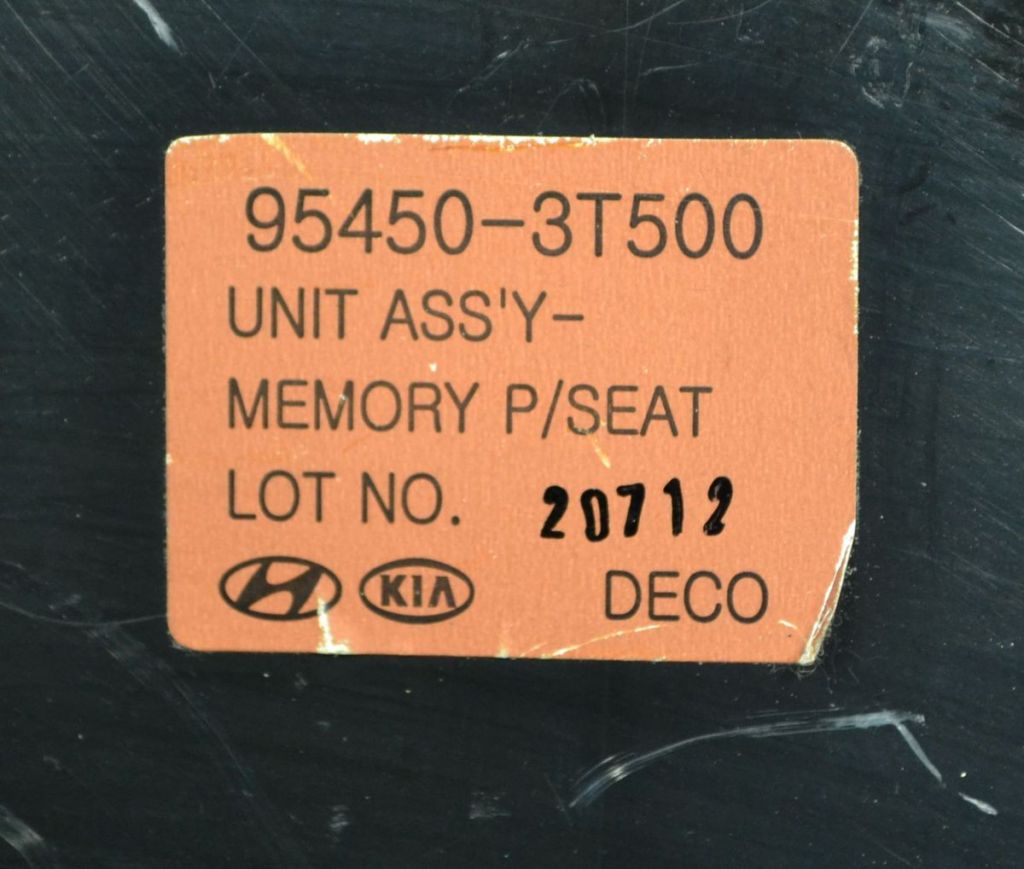 95450-3T500
UNIT ASS'Y-
MEMORY P/SEAT
LOT NO. 20712
KIA DECO